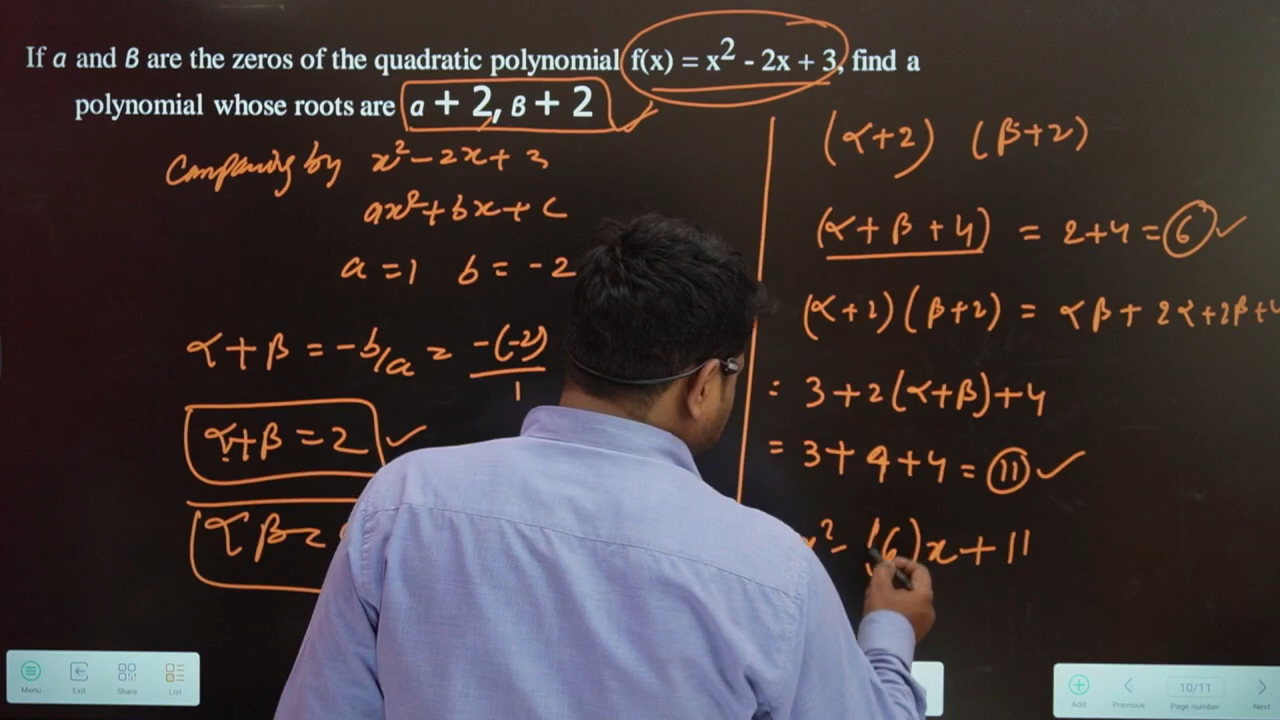 If α and β are the zeros of the quadratic polynomial f(x) = x² - 2x + 3, find a
polynomial whose roots are α + 2, β + 2
Comparing by x² - 2x + 3
ax² + bx + c
a = 1 b = -2
α + β = -b/a = -(-2)/1
α + β = 2
αβ =
(α+2) (β+2)
(α + β + 4) = 2+4 = 6
(α+2)(β+2) = αβ + 2α + 2β + 4
= 3 + 2(α+β) + 4
= 3 + 4 + 4 = 11
x² - (6)x + 11
Menu Exit Share List
Add Previous 10/11 Page number Next